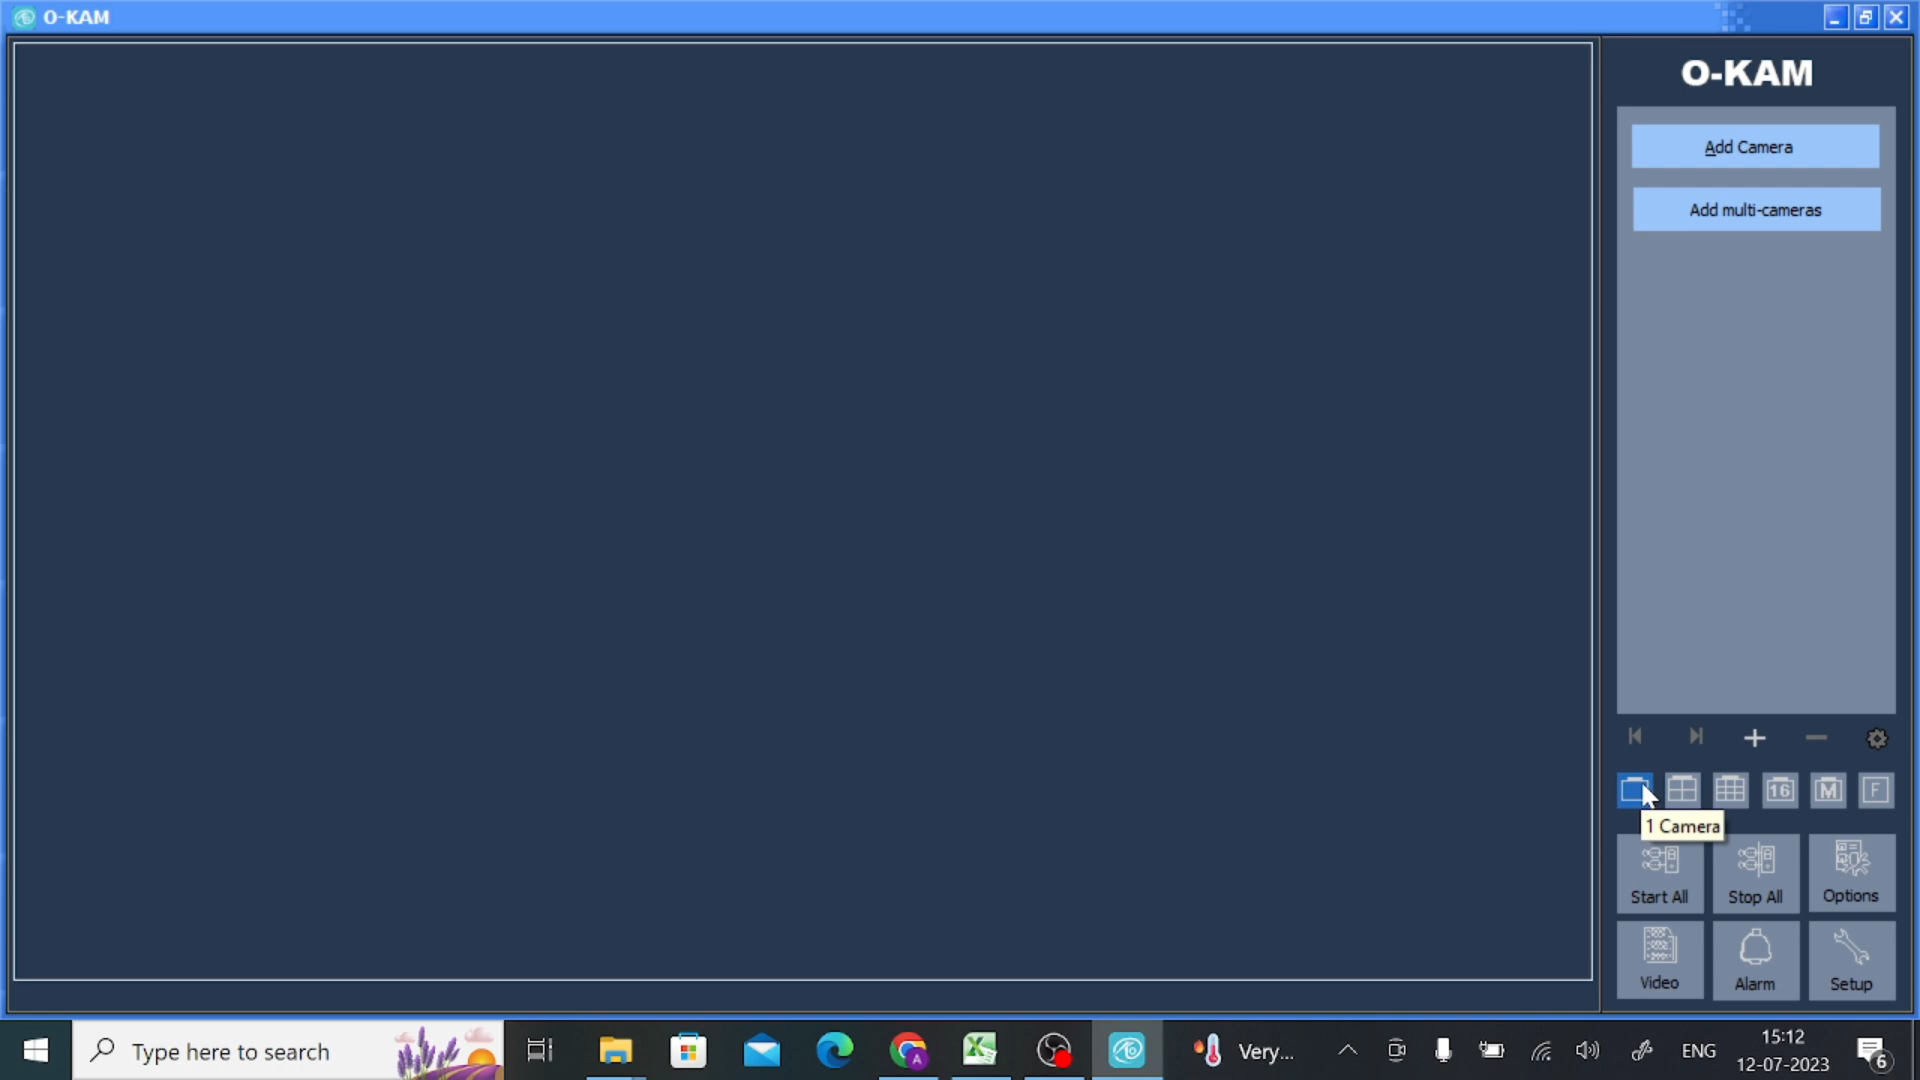 O-KAM
O-KAM
Add Camera
Add multi-cameras
16 M F
1 Camera
Start All Stop All Options
Video Alarm Setup
Type here to search
A
Very...
ENG
15:12
12-07-2023
6